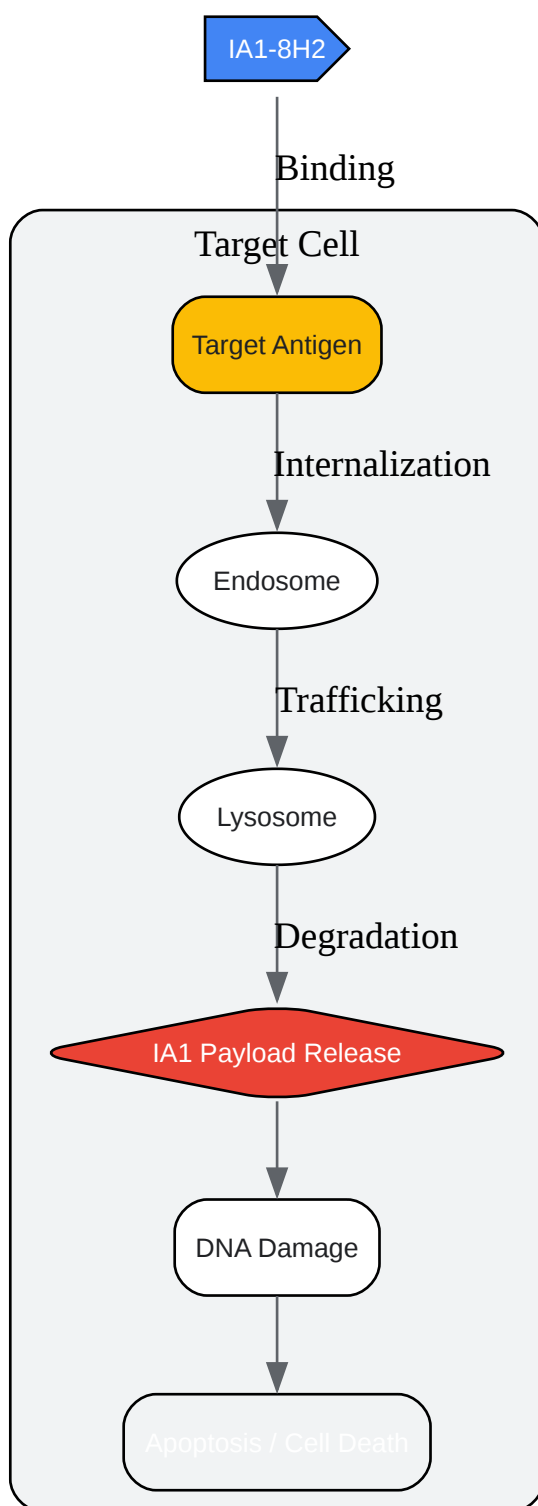 IA1-8H2
Binding
Target Cell
Target Antigen
Internalization
Endosome
Trafficking
Lysosome
Degradation
IA1 Payload Release
DNA Damage
Apoptosis / Cell Death